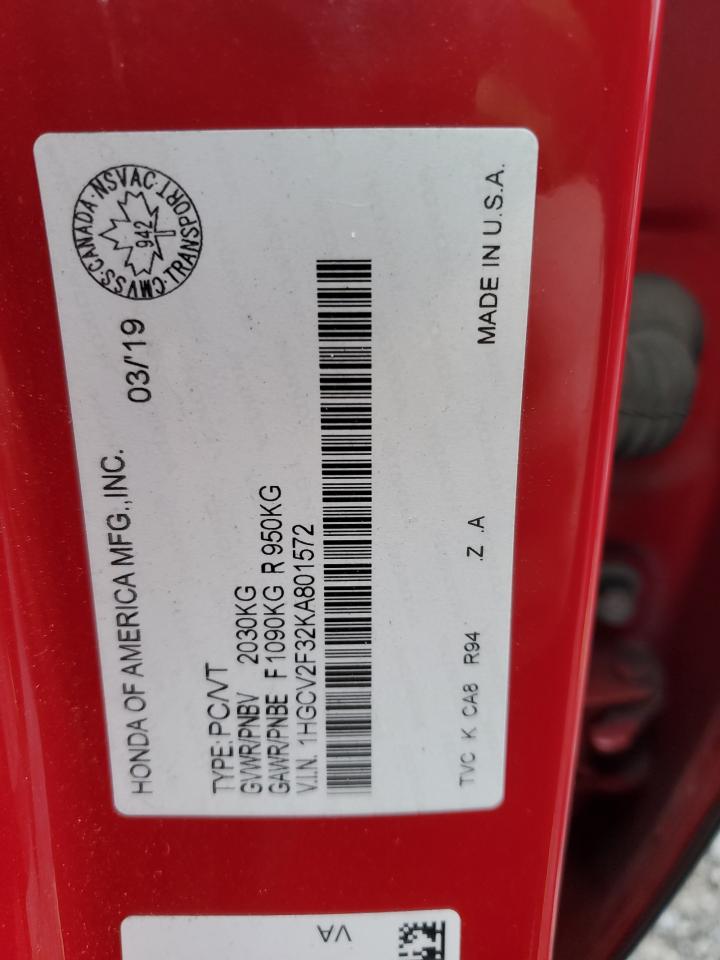 HONDA OF AMERICA MFG.,INC. 03/'19
CMVSS·CANADA·NSVAC·TRANSPORT
942
TYPE: PC/VT
GVWR/PNBV 2030KG
GAWR/PNBE F 1090KG R 950KG
V.I.N. 1HGCV2F32KA801572
TVC K CA8 R94 .Z .A MADE IN U.S.A.
VA